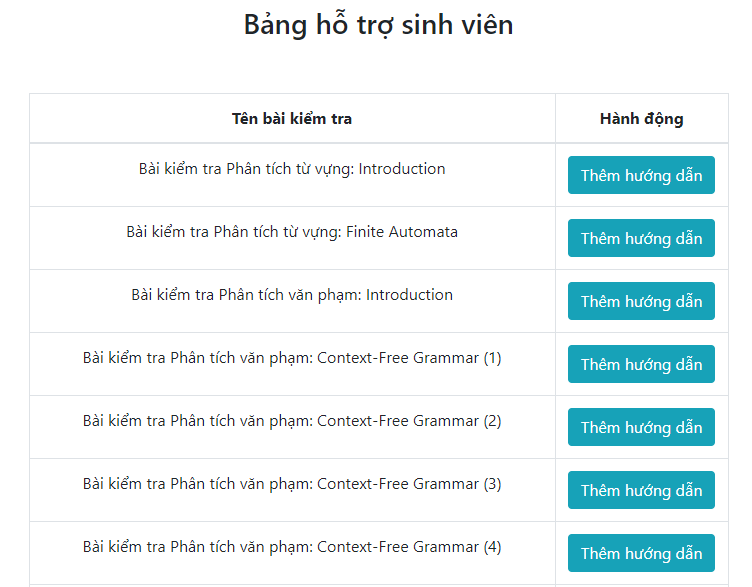 Bảng hỗ trợ sinh viên
Tên bài kiểm tra Hành động
Bài kiểm tra Phân tích từ vựng: Introduction Thêm hướng dẫn
Bài kiểm tra Phân tích từ vựng: Finite Automata Thêm hướng dẫn
Bài kiểm tra Phân tích văn phạm: Introduction Thêm hướng dẫn
Bài kiểm tra Phân tích văn phạm: Context-Free Grammar (1) Thêm hướng dẫn
Bài kiểm tra Phân tích văn phạm: Context-Free Grammar (2) Thêm hướng dẫn
Bài kiểm tra Phân tích văn phạm: Context-Free Grammar (3) Thêm hướng dẫn
Bài kiểm tra Phân tích văn phạm: Context-Free Grammar (4) Thêm hướng dẫn